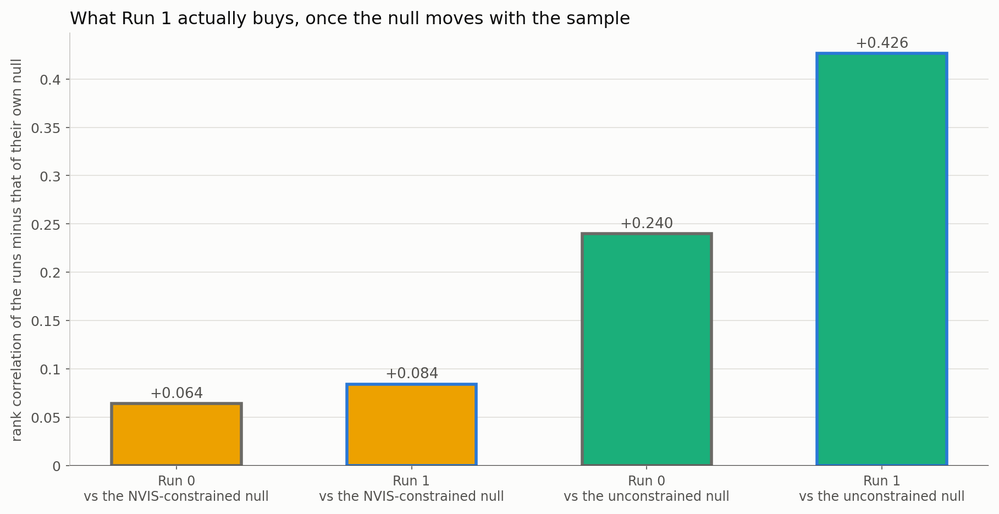 What Run 1 actually buys, once the null moves with the sample
rank correlation of the runs minus that of their own null
0.4
0.35
0.3
0.25
0.2
0.15
0.1
0.05
0
+0.064
+0.084
+0.240
+0.426
Run 0
vs the NVIS-constrained null
Run 1
vs the NVIS-constrained null
Run 0
vs the unconstrained null
Run 1
vs the unconstrained null